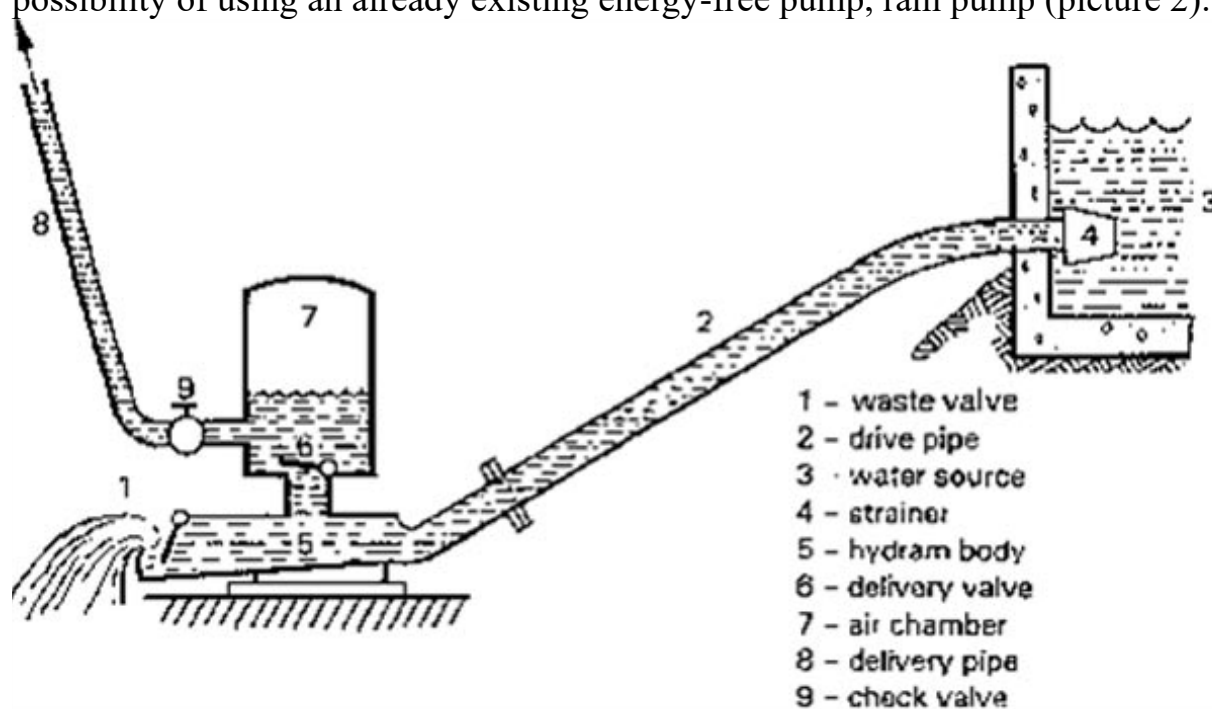 possibility of using an already existing energy-free pump, ram pump (picture 2).
8
7
3
4
2
9
6
1
5
1 – waste valve
2 – drive pipe
3 - water source
4 – strainer
5 – hydram body
6 – delivery valve
7 – air chamber
8 – delivery pipe
9 – check valve